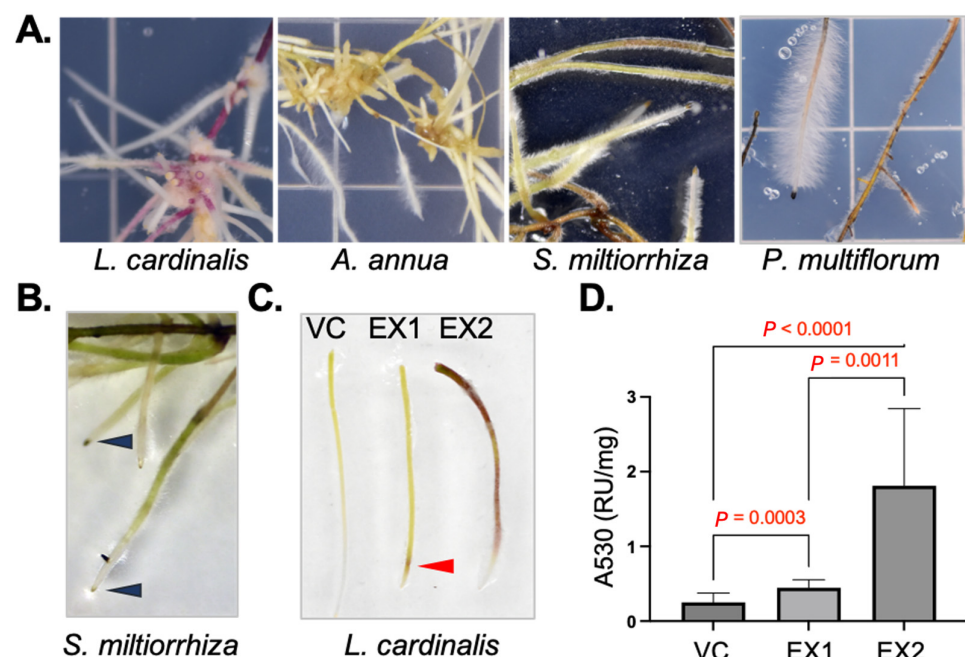 A.
L. cardinalis
A. annua
S. miltiorrhiza
P. multiflorum
B.
S. miltiorrhiza
C.
VC EX1 EX2
L. cardinalis
D.
P < 0.0001
P = 0.0011
P = 0.0003
A530 (RU/mg)
3
2
1
0
VC EX1 EX2